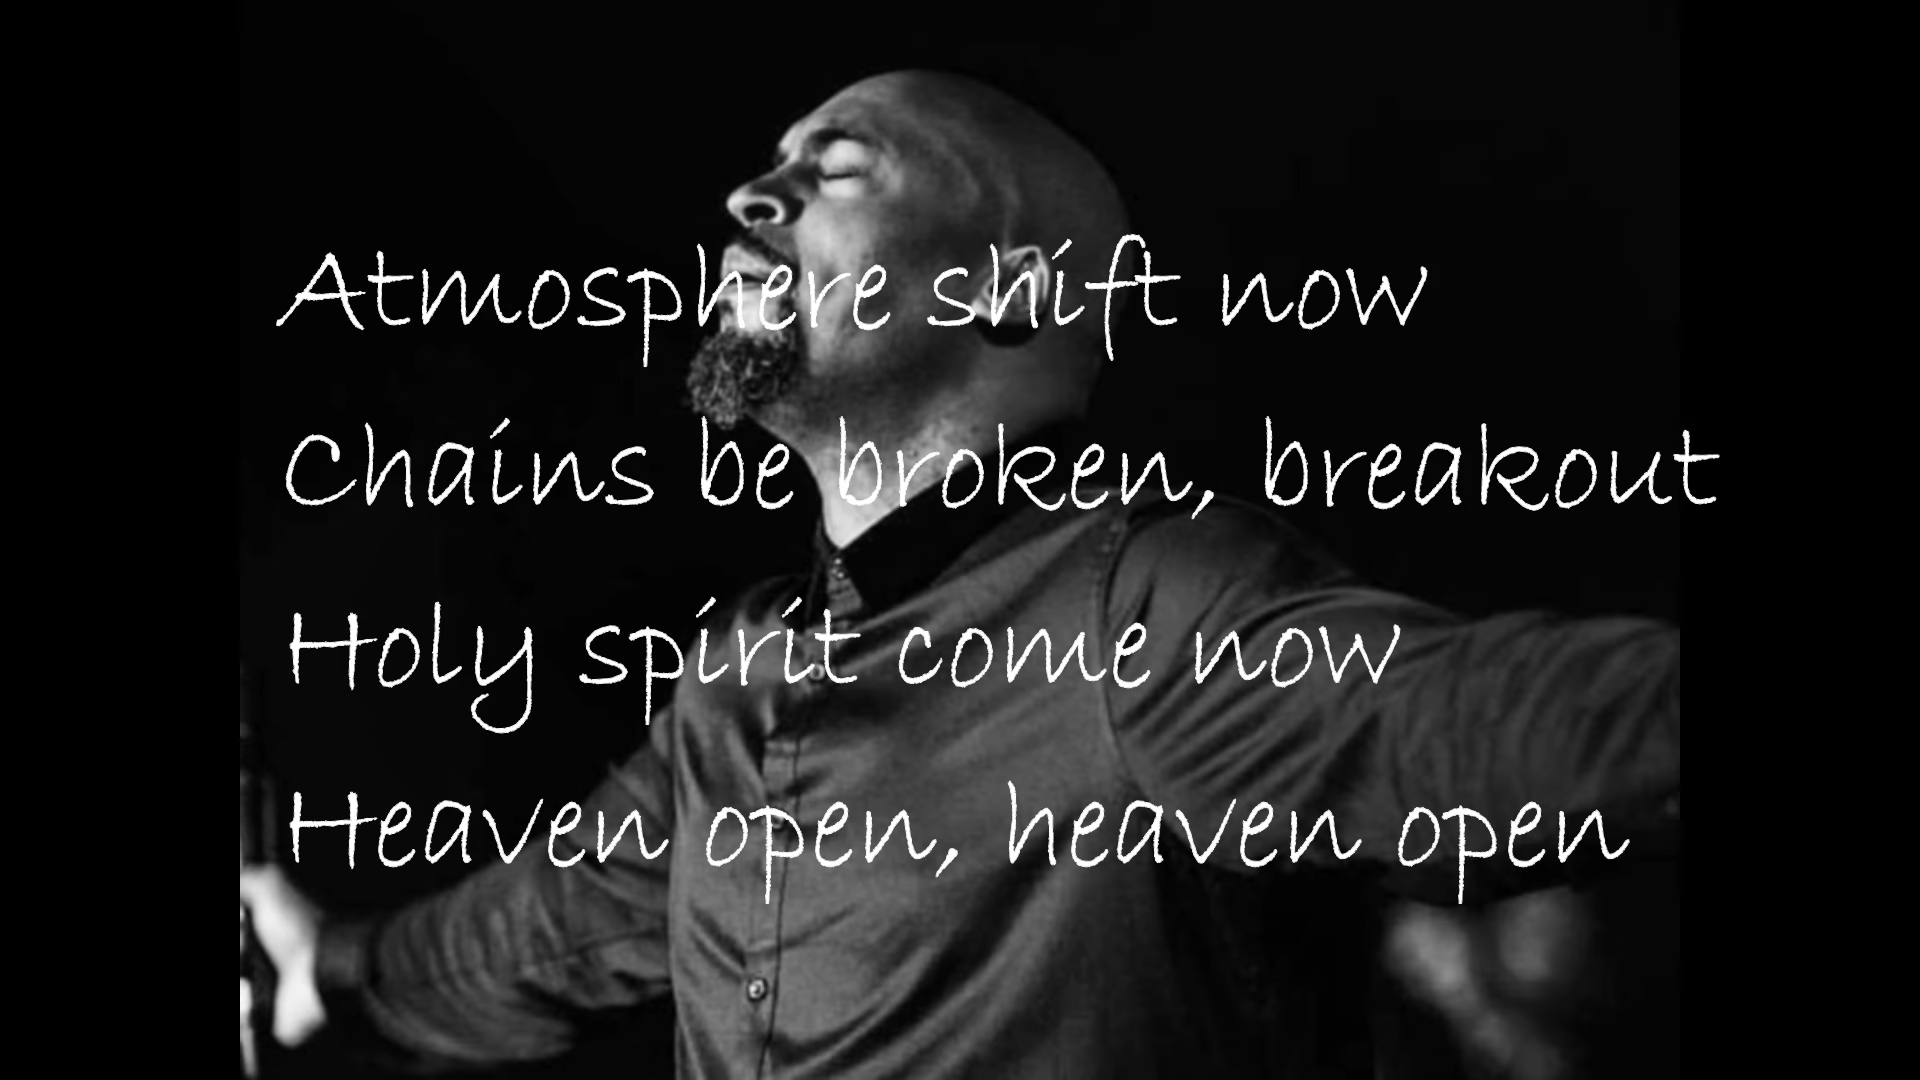 Atmosphere shift now
Chains be broken, breakout
Holy spirit come now
Heaven open, heaven open